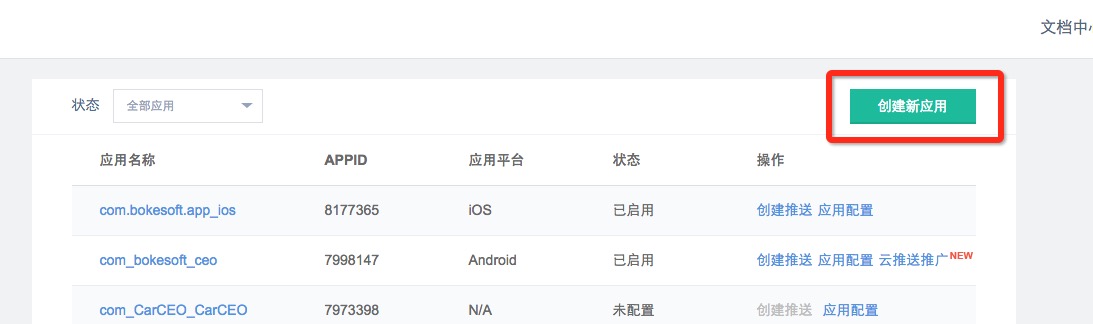 文档中心
状态 全部应用 创建新应用
应用名称 APPID 应用平台 状态 操作
com.bokesoft.app_ios 8177365 iOS 已启用 创建推送 应用配置
com_bokesoft_ceo 7998147 Android 已启用 创建推送 应用配置 云推送推广 NEW
com_CarCEO_CarCEO 7973398 N/A 未配置 创建推送 应用配置